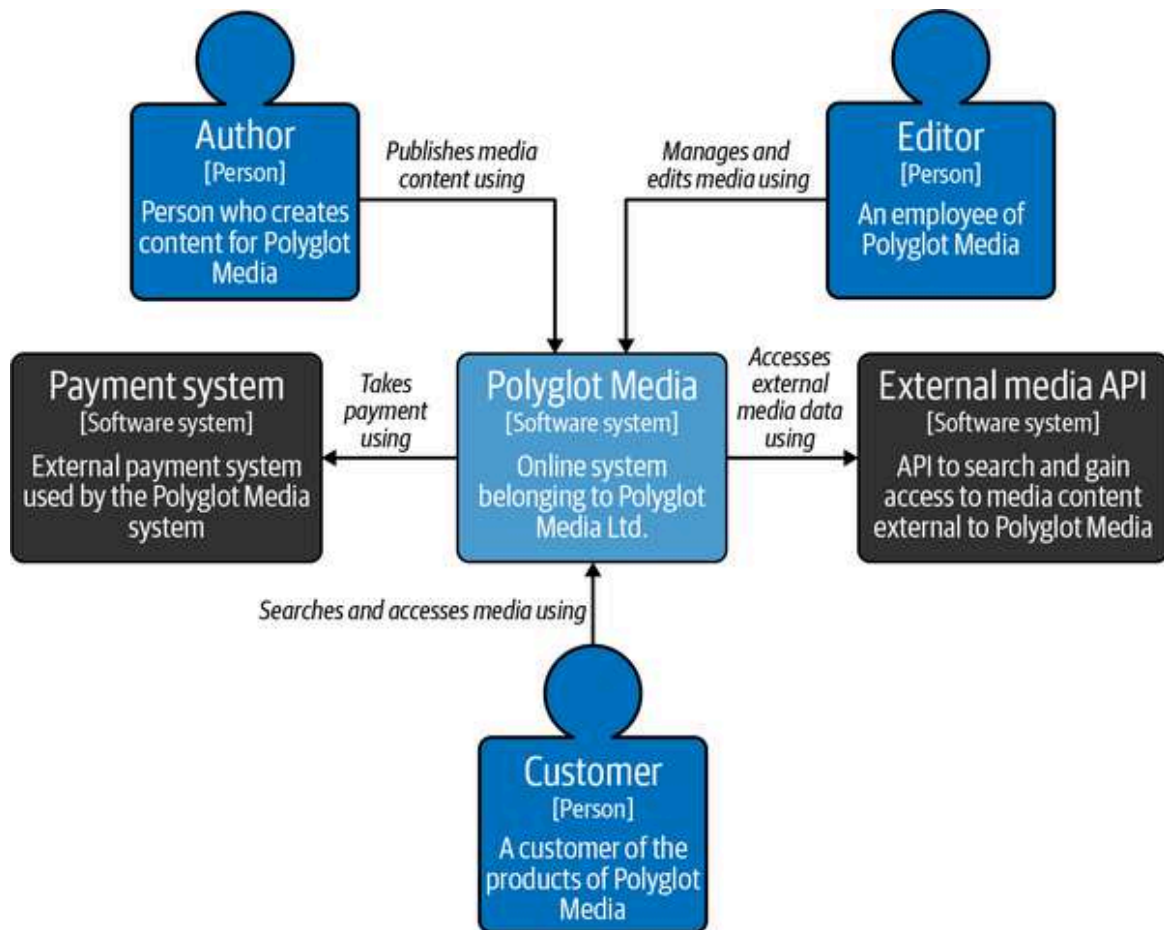 Author
[Person]
Person who creates
content for Polyglot
Media
Publishes media
content using
Manages and
edits media using
Editor
[Person]
An employee of
Polyglot Media
Payment system
[Software system]
External payment system
used by the Polyglot Media
system
Takes
payment
using
Polyglot Media
[Software system]
Online system
belonging to Polyglot
Media Ltd.
Accesses
external
media data
using
External media API
[Software system]
API to search and gain
access to media content
external to Polyglot Media
Searches and accesses media using
Customer
[Person]
A customer of the
products of Polyglot
Media